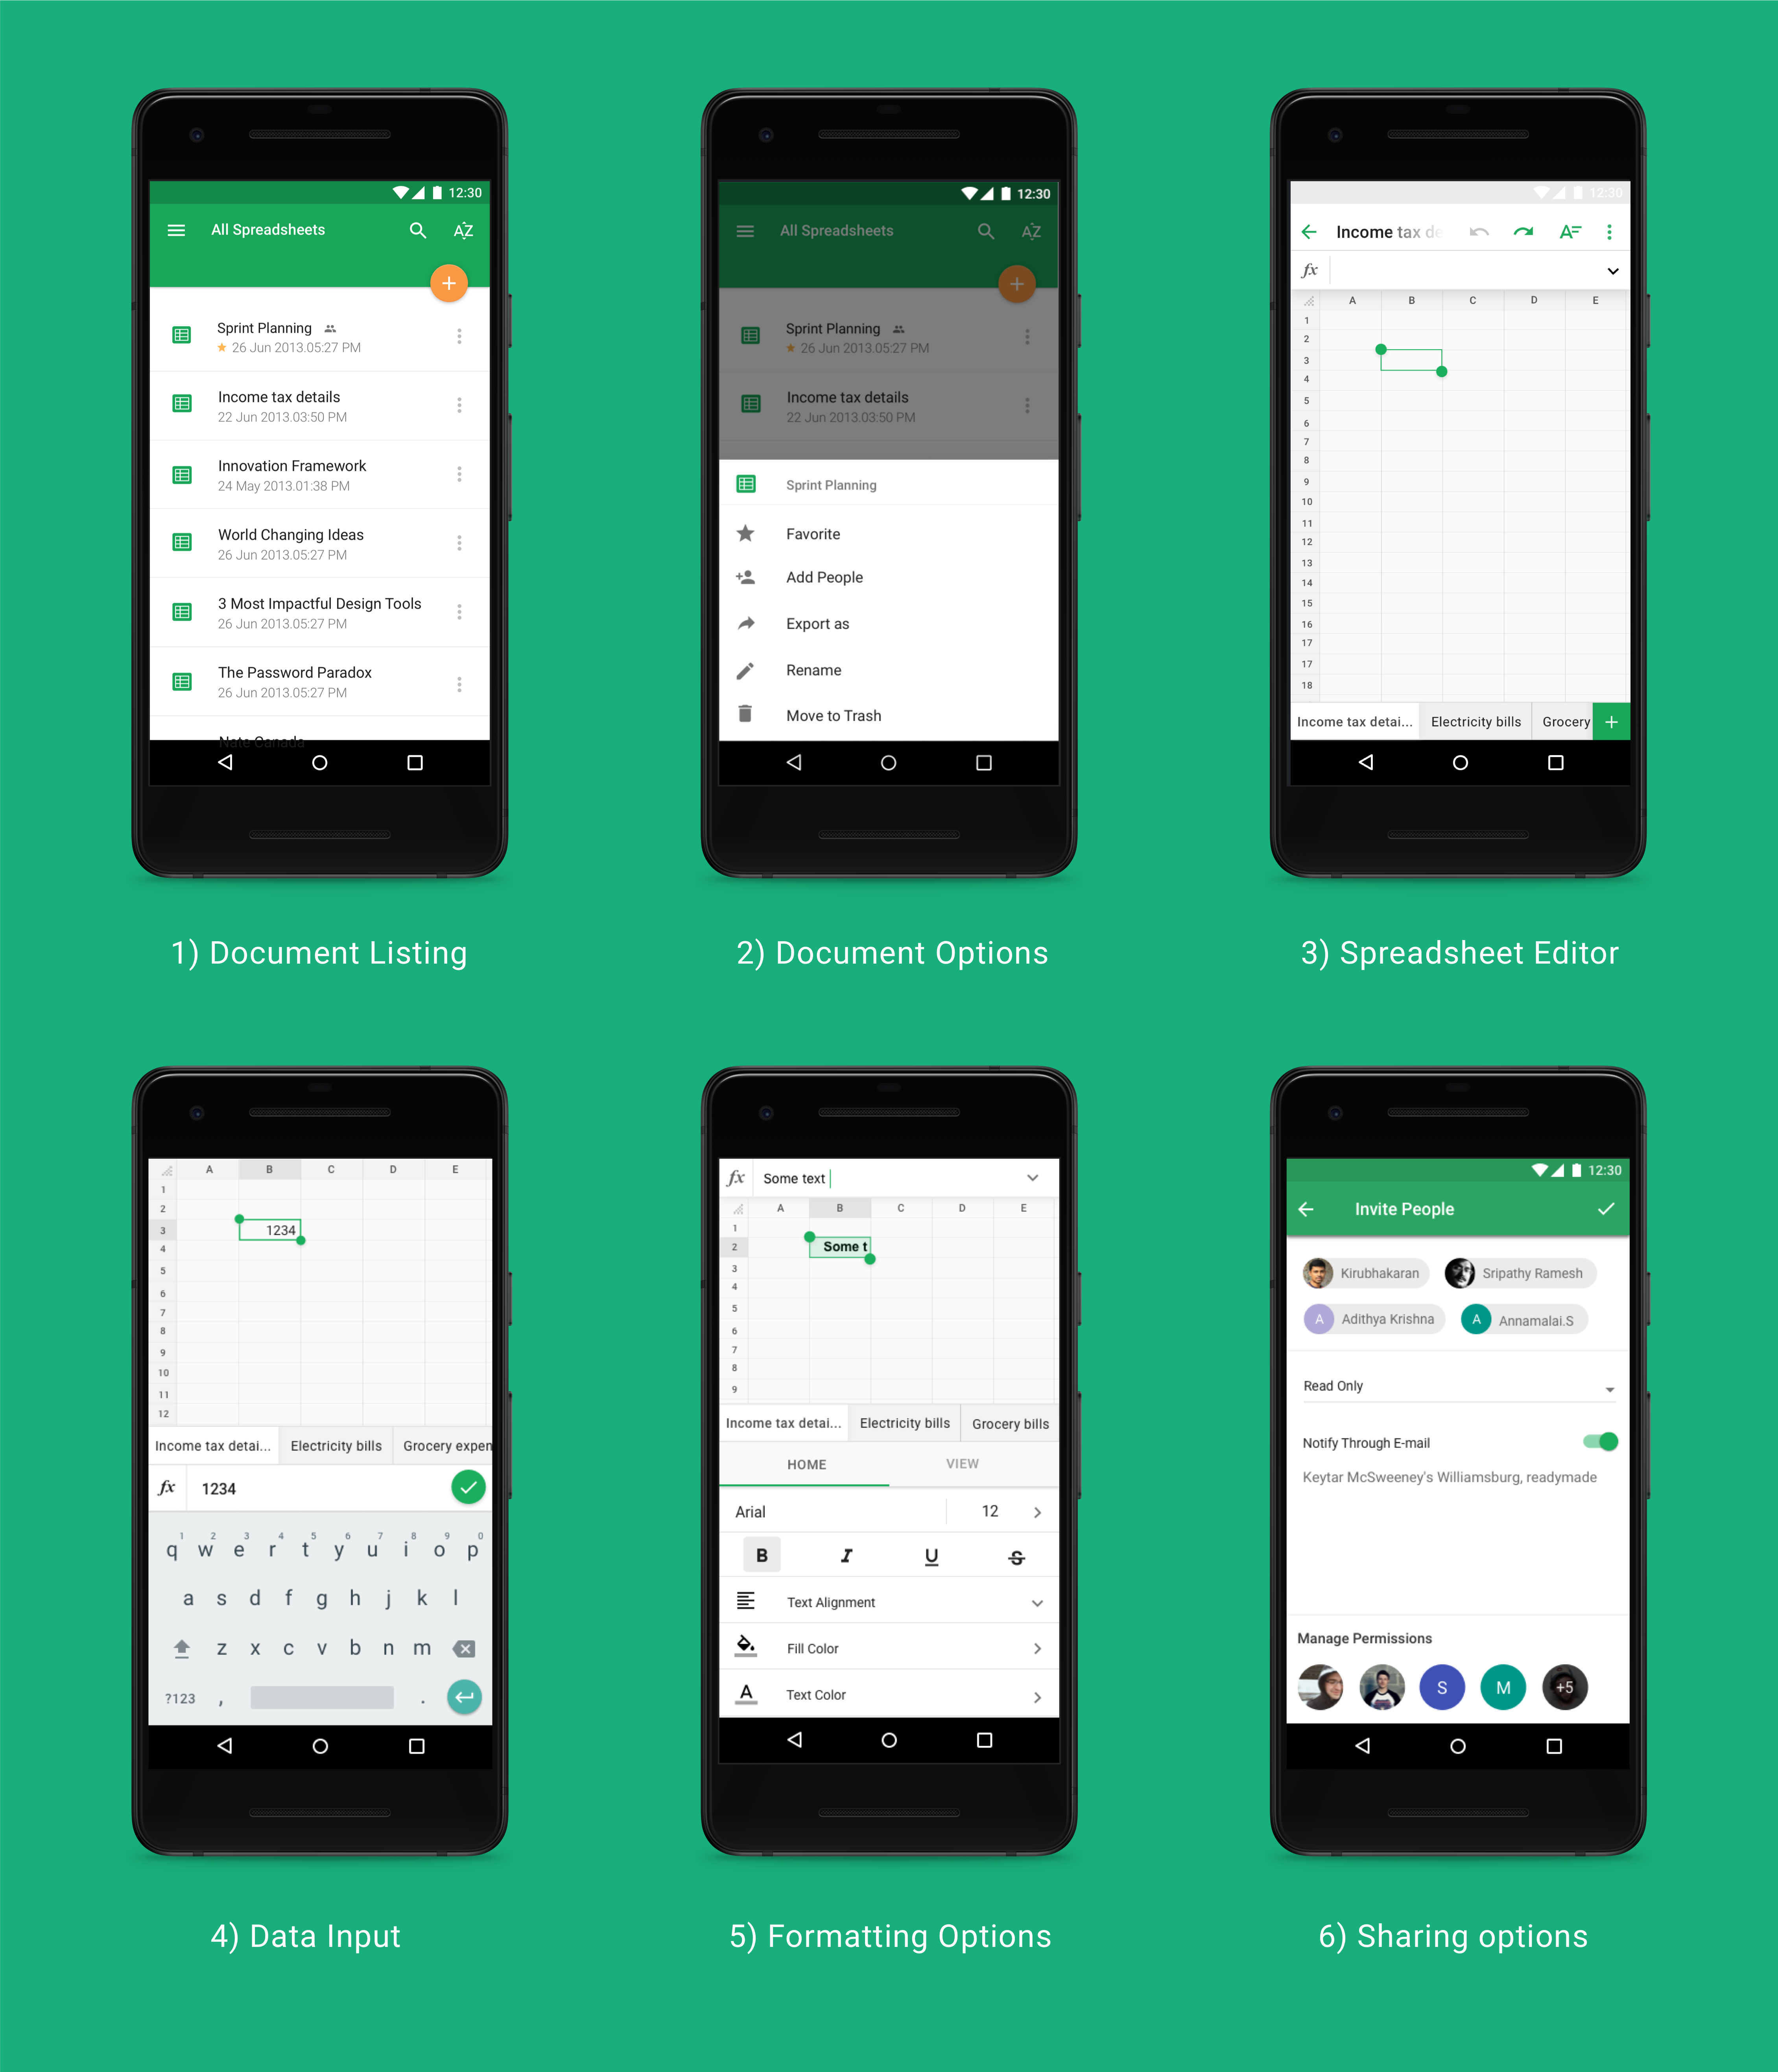 12:30
All Spreadsheets
AZ
Sprint Planning
26 Jun 2013.05:27 PM
Income tax details
22 Jun 2013.03:50 PM
Innovation Framework
24 May 2013.01:38 PM
World Changing Ideas
26 Jun 2013.05:27 PM
3 Most Impactful Design Tools
26 Jun 2013.05:27 PM
The Password Paradox
26 Jun 2013.05:27 PM
Nate Canada
1) Document Listing
12:30
All Spreadsheets
AZ
Sprint Planning
26 Jun 2013.05:27 PM
Income tax details
22 Jun 2013.03:50 PM
Sprint Planning
Favorite
Add People
Export as
Rename
Move to Trash
2) Document Options
12:30
Income tax de
A
fx
A B C D E
1
2
3
4
5
6
7
8
9
10
11
12
13
14
15
16
17
17
18
Income tax detai... Electricity bills Grocery +
3) Spreadsheet Editor
A B C D E
1
2
3 1234
4
5
6
7
8
9
10
11
12
Income tax detai... Electricity bills Grocery expen
fx 1234
1 2 3 4 5 6 7 8 9 0
q w e r t y u i o p
a s d f g h j k l
z x c v b n m
?123 , .
4) Data Input
fx Some text
A B C D E
1
2 Some t
3
4
5
6
7
8
9
Income tax detai... Electricity bills Grocery bills
HOME VIEW
Arial 12
B I U S
Text Alignment
Fill Color
A Text Color
5) Formatting Options
12:30
Invite People
Kirubhakaran Sripathy Ramesh
A Adithya Krishna A Annamalai.S
Read Only
Notify Through E-mail
Keytar McSweeney's Williamsburg, readymade
Manage Permissions
S M +5
6) Sharing options